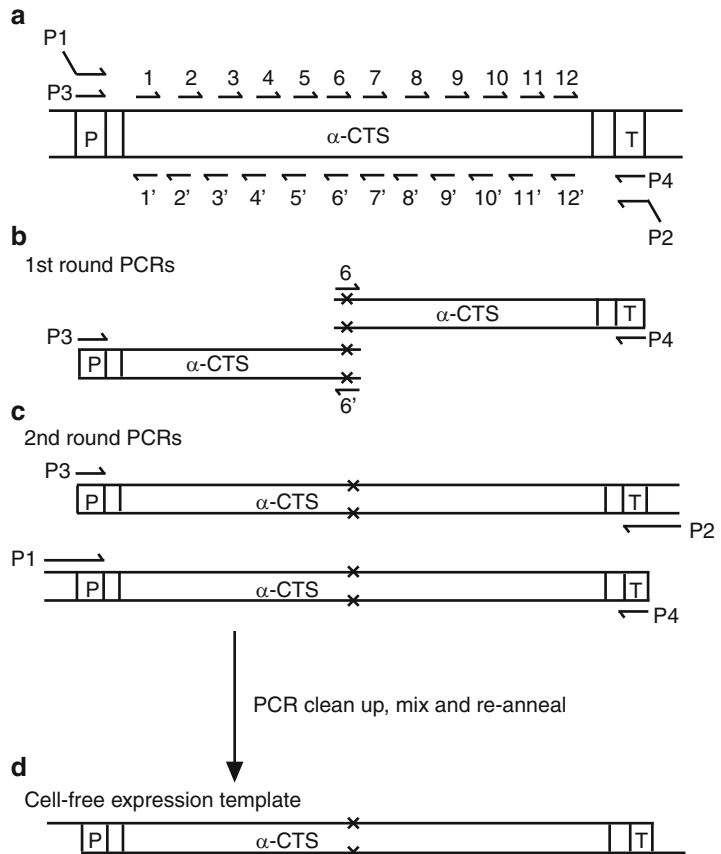 a
P1
P3
1 2 3 4 5 6 7 8 9 10 11 12
P α-CTS T
1' 2' 3' 4' 5' 6' 7' 8' 9' 10' 11' 12'
P4
P2
b
1st round PCRs
6
α-CTS T
P3
P4
P α-CTS
6'
c
2nd round PCRs
P3
P α-CTS T
P2
P1
P α-CTS T
P4
PCR clean up, mix and re-anneal
d
Cell-free expression template
P α-CTS T